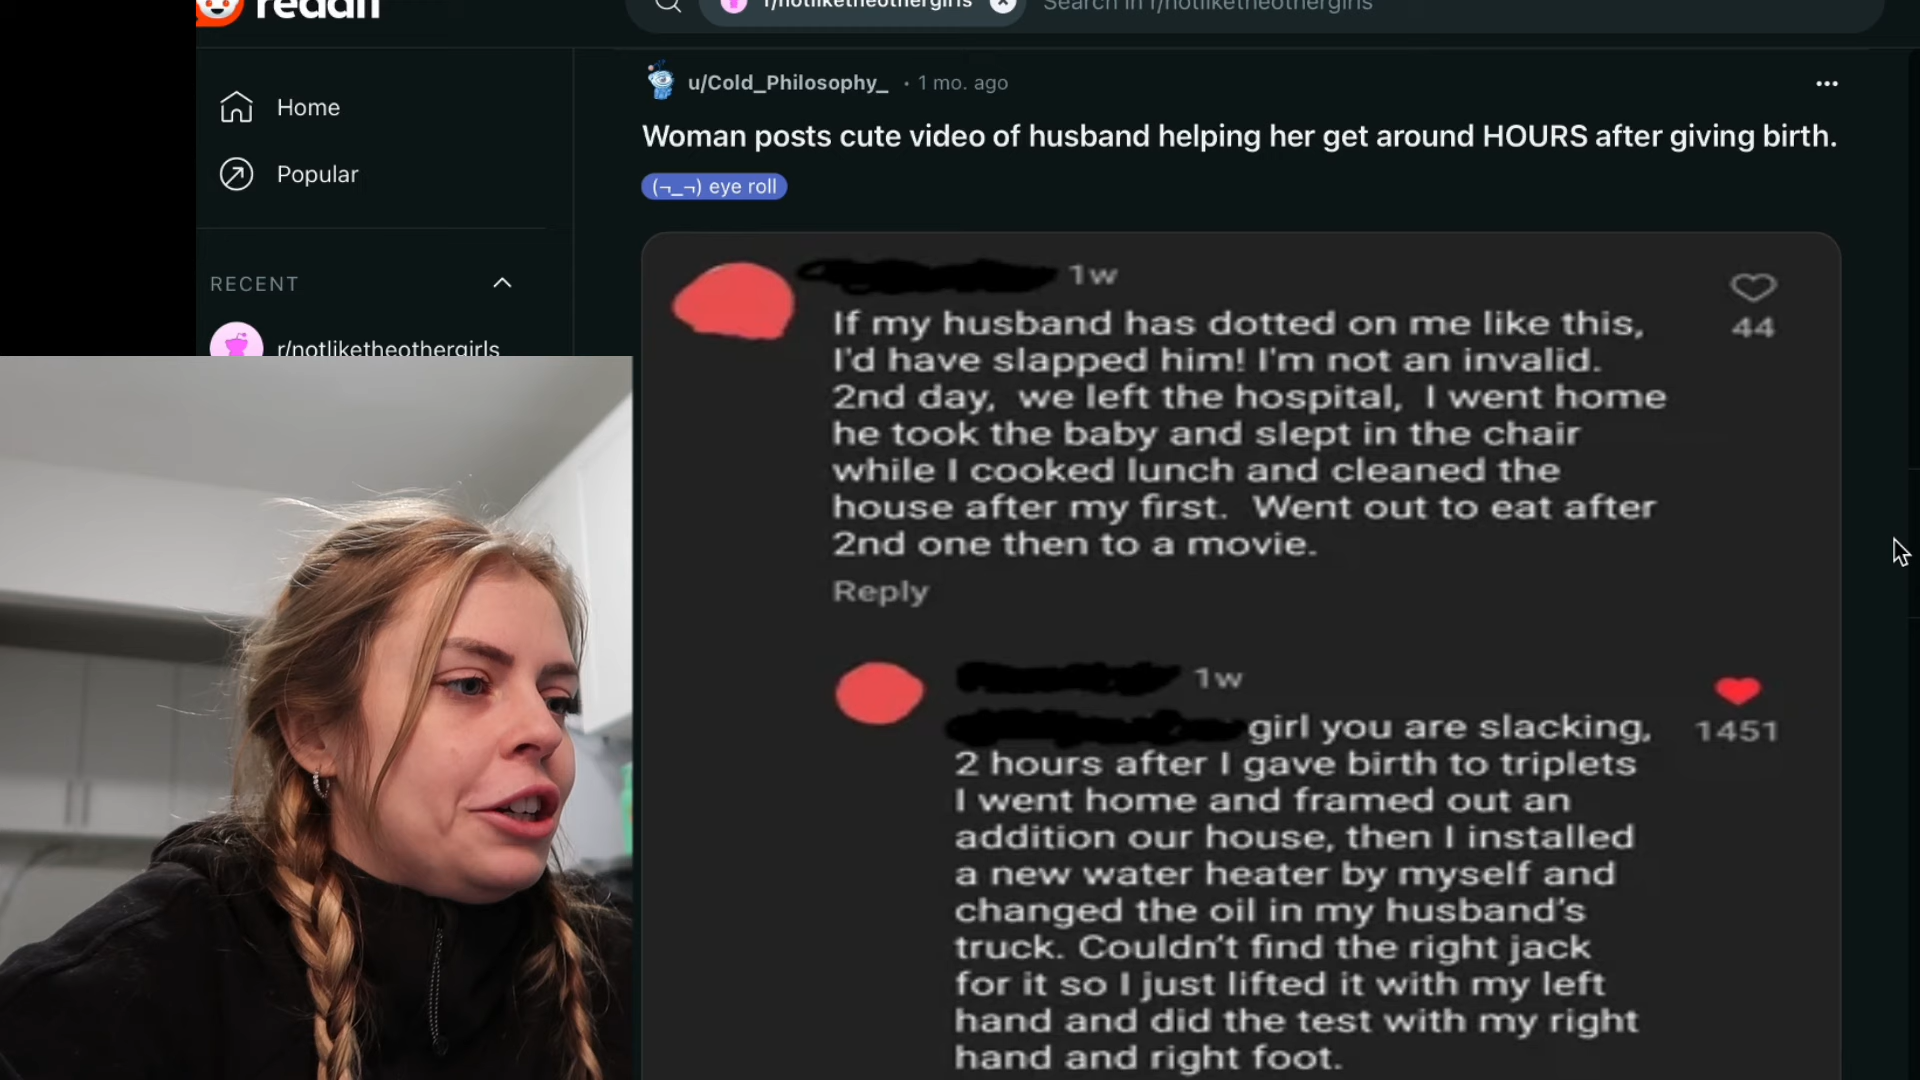 reddit
r/notliketheothergirls
Search in r/notliketheothergirls
Home
Popular
RECENT
r/notliketheothergirls
u/Cold_Philosophy_ • 1 mo. ago
Woman posts cute video of husband helping her get around HOURS after giving birth.
(¬_¬) eye roll
1w
If my husband has dotted on me like this,
I'd have slapped him! I'm not an invalid.
2nd day, we left the hospital, I went home
he took the baby and slept in the chair
while I cooked lunch and cleaned the
house after my first. Went out to eat after
2nd one then to a movie.
44
Reply
1w
girl you are slacking,
2 hours after I gave birth to triplets
I went home and framed out an
addition our house, then I installed
a new water heater by myself and
changed the oil in my husband's
truck. Couldn't find the right jack
for it so I just lifted it with my left
hand and did the test with my right
hand and right foot.
1451